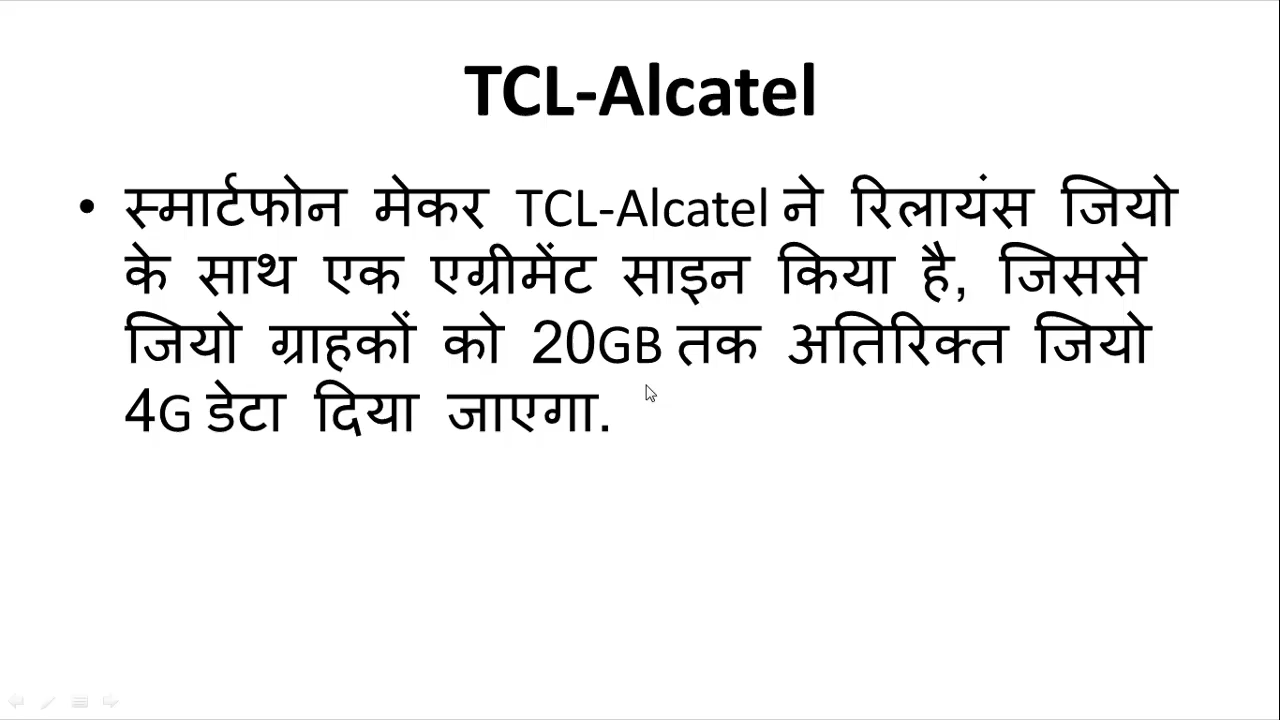 TCL-Alcatel
• स्मार्टफोन मेकर TCL-Alcatel ने रिलायंस जियो
के साथ एक एग्रीमेंट साइन किया है, जिससे
जियो ग्राहकों को 20GB तक अतिरिक्त जियो
4G डेटा दिया जाएगा.